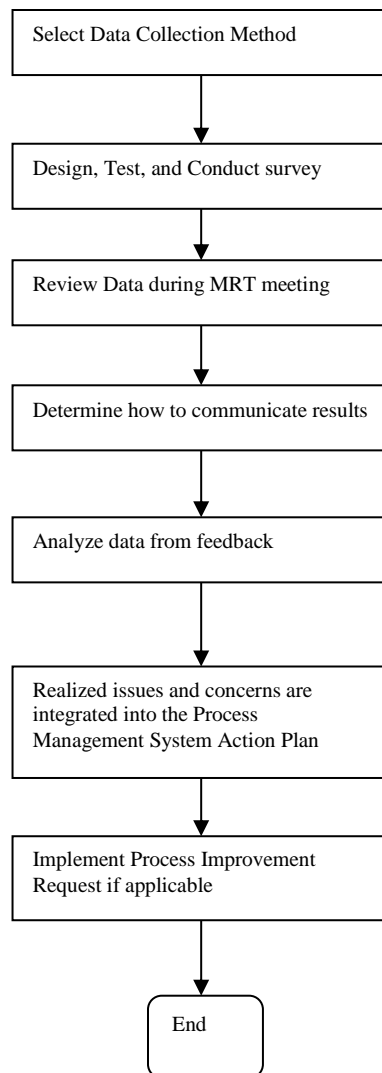 Select Data Collection Method
Design, Test, and Conduct survey
Review Data during MRT meeting
Determine how to communicate results
Analyze data from feedback
Realized issues and concerns are
integrated into the Process
Management System Action Plan
Implement Process Improvement
Request if applicable
End